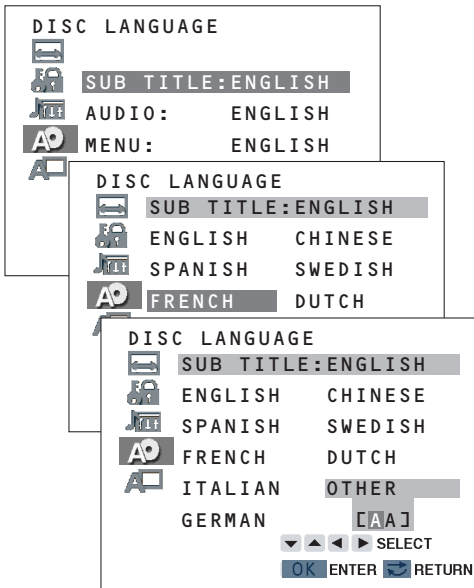 DISC LANGUAGE
SUB TITLE:ENGLISH
AUDIO: ENGLISH
MENU: ENGLISH
DISC LANGUAGE
SUB TITLE:ENGLISH
ENGLISH CHINESE
SPANISH SWEDISH
FRENCH DUTCH
DISC LANGUAGE
SUB TITLE:ENGLISH
ENGLISH CHINESE
SPANISH SWEDISH
FRENCH DUTCH
ITALIAN OTHER
GERMAN [AA]
SELECT
OK ENTER RETURN